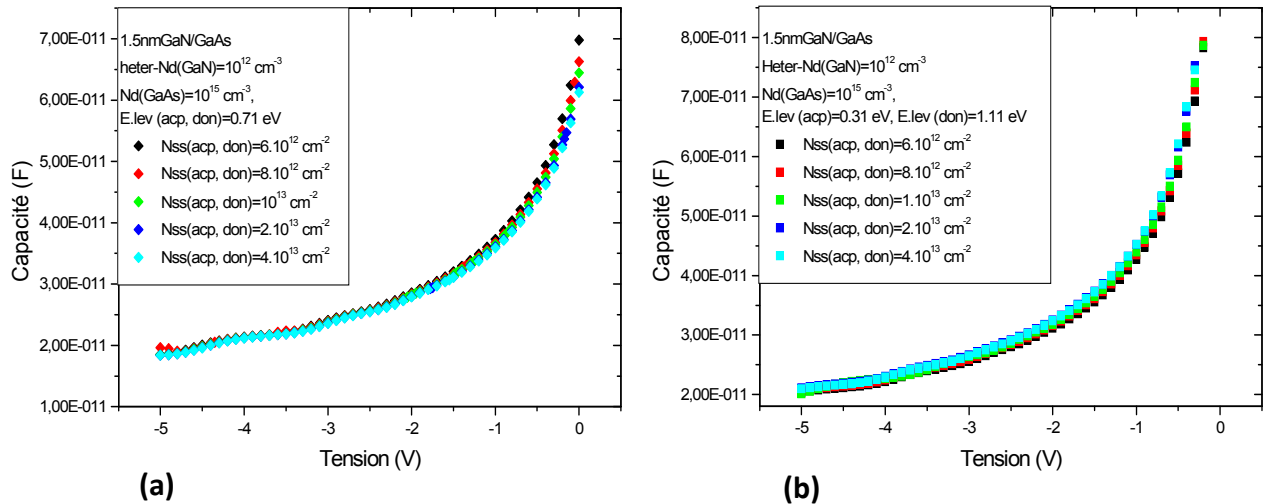 7,00E-011
6,00E-011
5,00E-011
4,00E-011
3,00E-011
2,00E-011
1,00E-011
Capacité (F)
1.5nmGaN/GaAs
heter-Nd(GaN)=10¹² cm⁻³
Nd(GaAs)=10¹⁵ cm⁻³,
E.lev (acp, don)=0.71 eV
Nss(acp, don)=6.10¹² cm⁻²
Nss(acp, don)=8.10¹² cm⁻²
Nss(acp, don)=10¹³ cm⁻²
Nss(acp, don)=2.10¹³ cm⁻²
Nss(acp, don)=4.10¹³ cm⁻²
-5 -4 -3 -2 -1 0
Tension (V)
(a)
8,00E-011
7,00E-011
6,00E-011
5,00E-011
4,00E-011
3,00E-011
2,00E-011
Capacité (F)
1.5nmGaN/GaAs
Heter-Nd(GaN)=10¹² cm⁻³
Nd(GaAs)=10¹⁵ cm⁻³,
E.lev (acp)=0.31 eV, E.lev (don)=1.11 eV
Nss(acp, don)=6.10¹² cm⁻²
Nss(acp, don)=8.10¹² cm⁻²
Nss(acp, don)=1.10¹³ cm⁻²
Nss(acp, don)=2.10¹³ cm⁻²
Nss(acp, don)=4.10¹³ cm⁻²
-5 -4 -3 -2 -1 0
Tension (V)
(b)